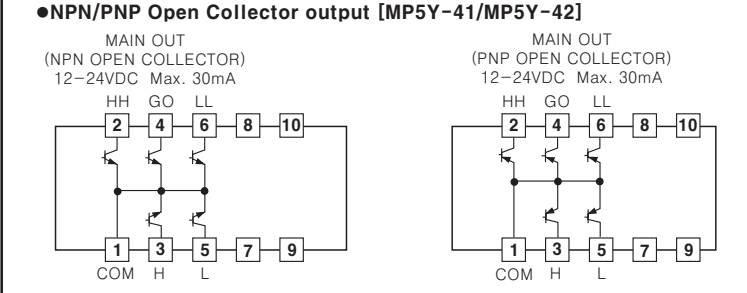 ●NPN/PNP Open Collector output [MP5Y-41/MP5Y-42]
MAIN OUT
(NPN OPEN COLLECTOR)
12-24VDC Max. 30mA
HH GO LL
2 4 6 8 10
1 3 5 7 9
COM H L
MAIN OUT
(PNP OPEN COLLECTOR)
12-24VDC Max. 30mA
HH GO LL
2 4 6 8 10
1 3 5 7 9
COM H L